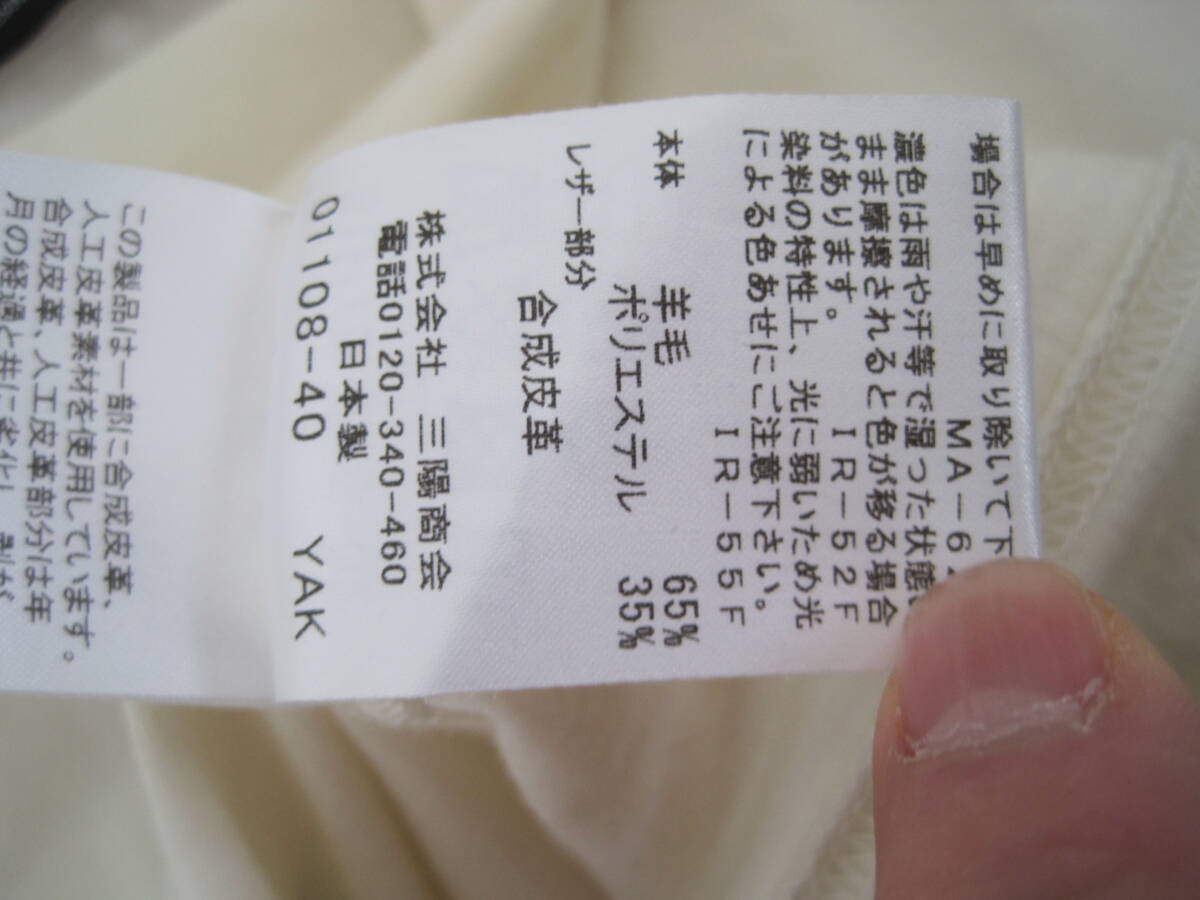 場合は早めに取り除いて下
MA-6
濃色は雨や汗等で湿った状態
まま摩擦されると色が移る場合
があります。 IR-52F
染料の特性上、光に弱いため光
による色あせにご注意下さい。
IR-55F
本体 羊毛 65%
ポリエステル 35%
レザー部分
合成皮革
株式会社 三陽商会
電話0120-340-460
日本製
01108-40 YAK
この製品は一部に合成皮革、
人工皮革素材を使用しています。
合成皮革、人工皮革部分は年
月の経過と共に劣化し、剥が